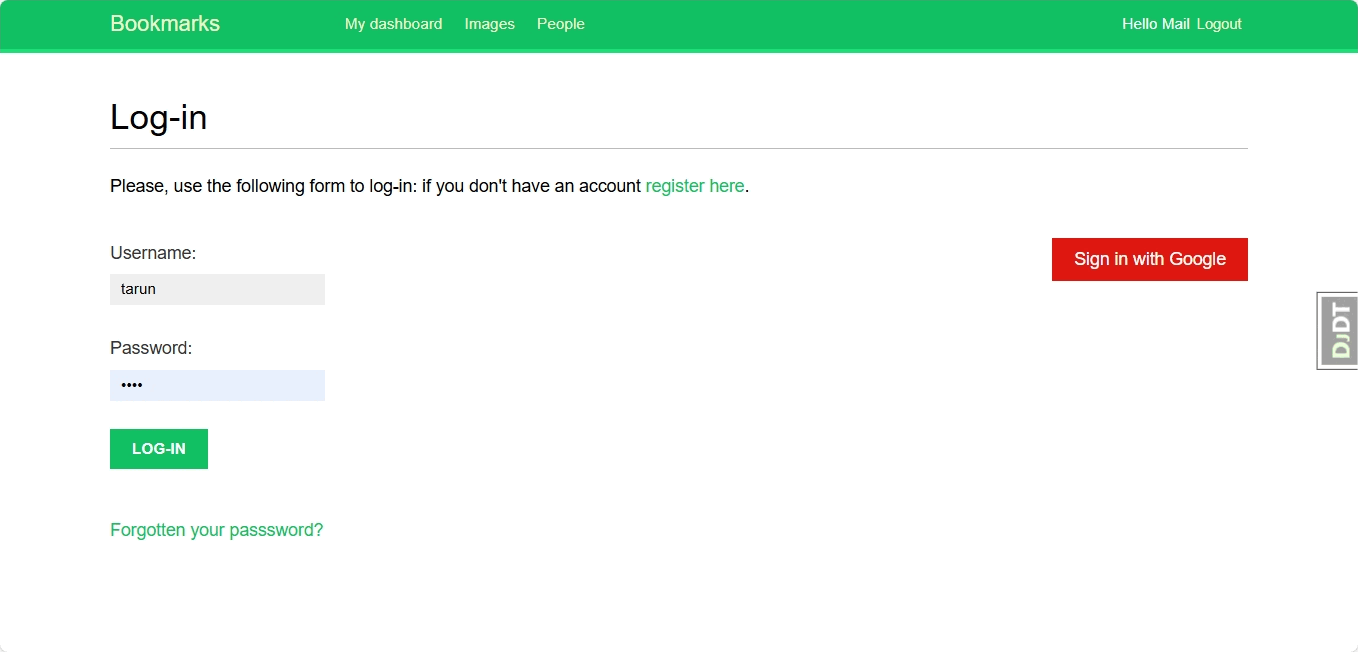 Bookmarks My dashboard Images People Hello Mail Logout
Log-in
Please, use the following form to log-in: if you don't have an account register here.
Username:
Sign in with Google
tarun
DjDT
Password:
••••
LOG-IN
Forgotten your passsword?